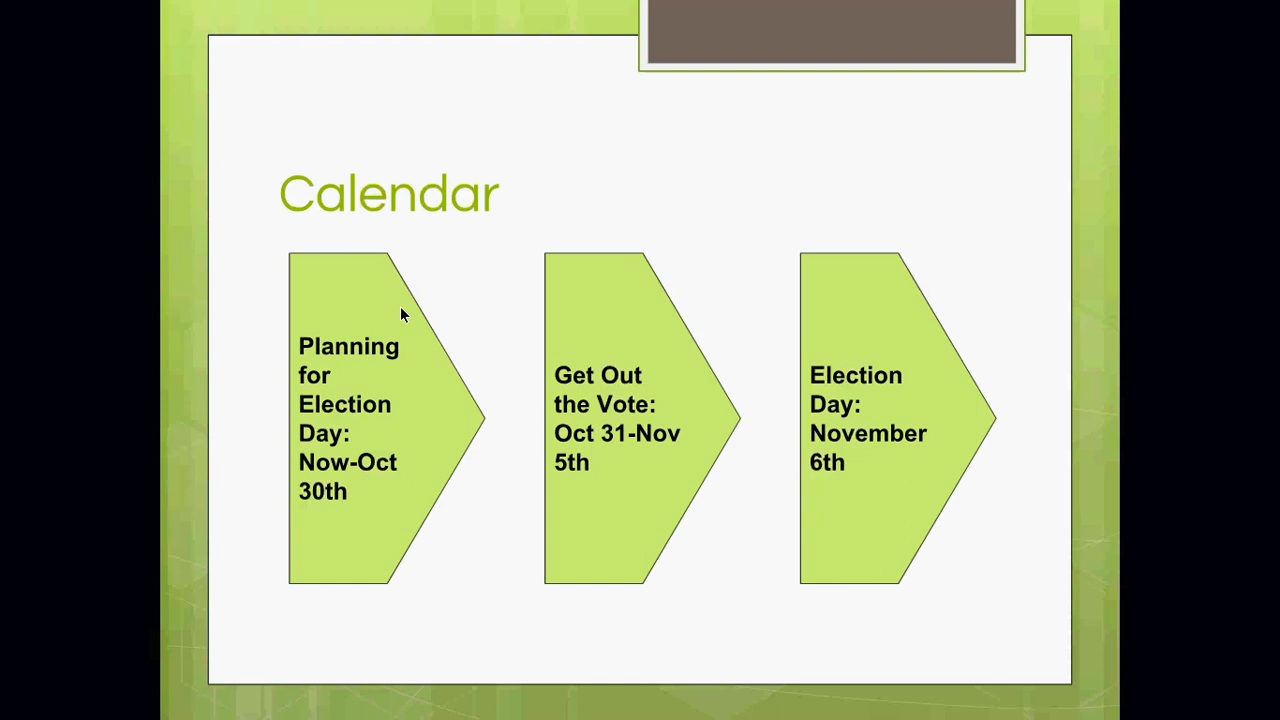 Calendar
Planning
for
Election
Day:
Now-Oct
30th
Get Out
the Vote:
Oct 31-Nov
5th
Election
Day:
November
6th